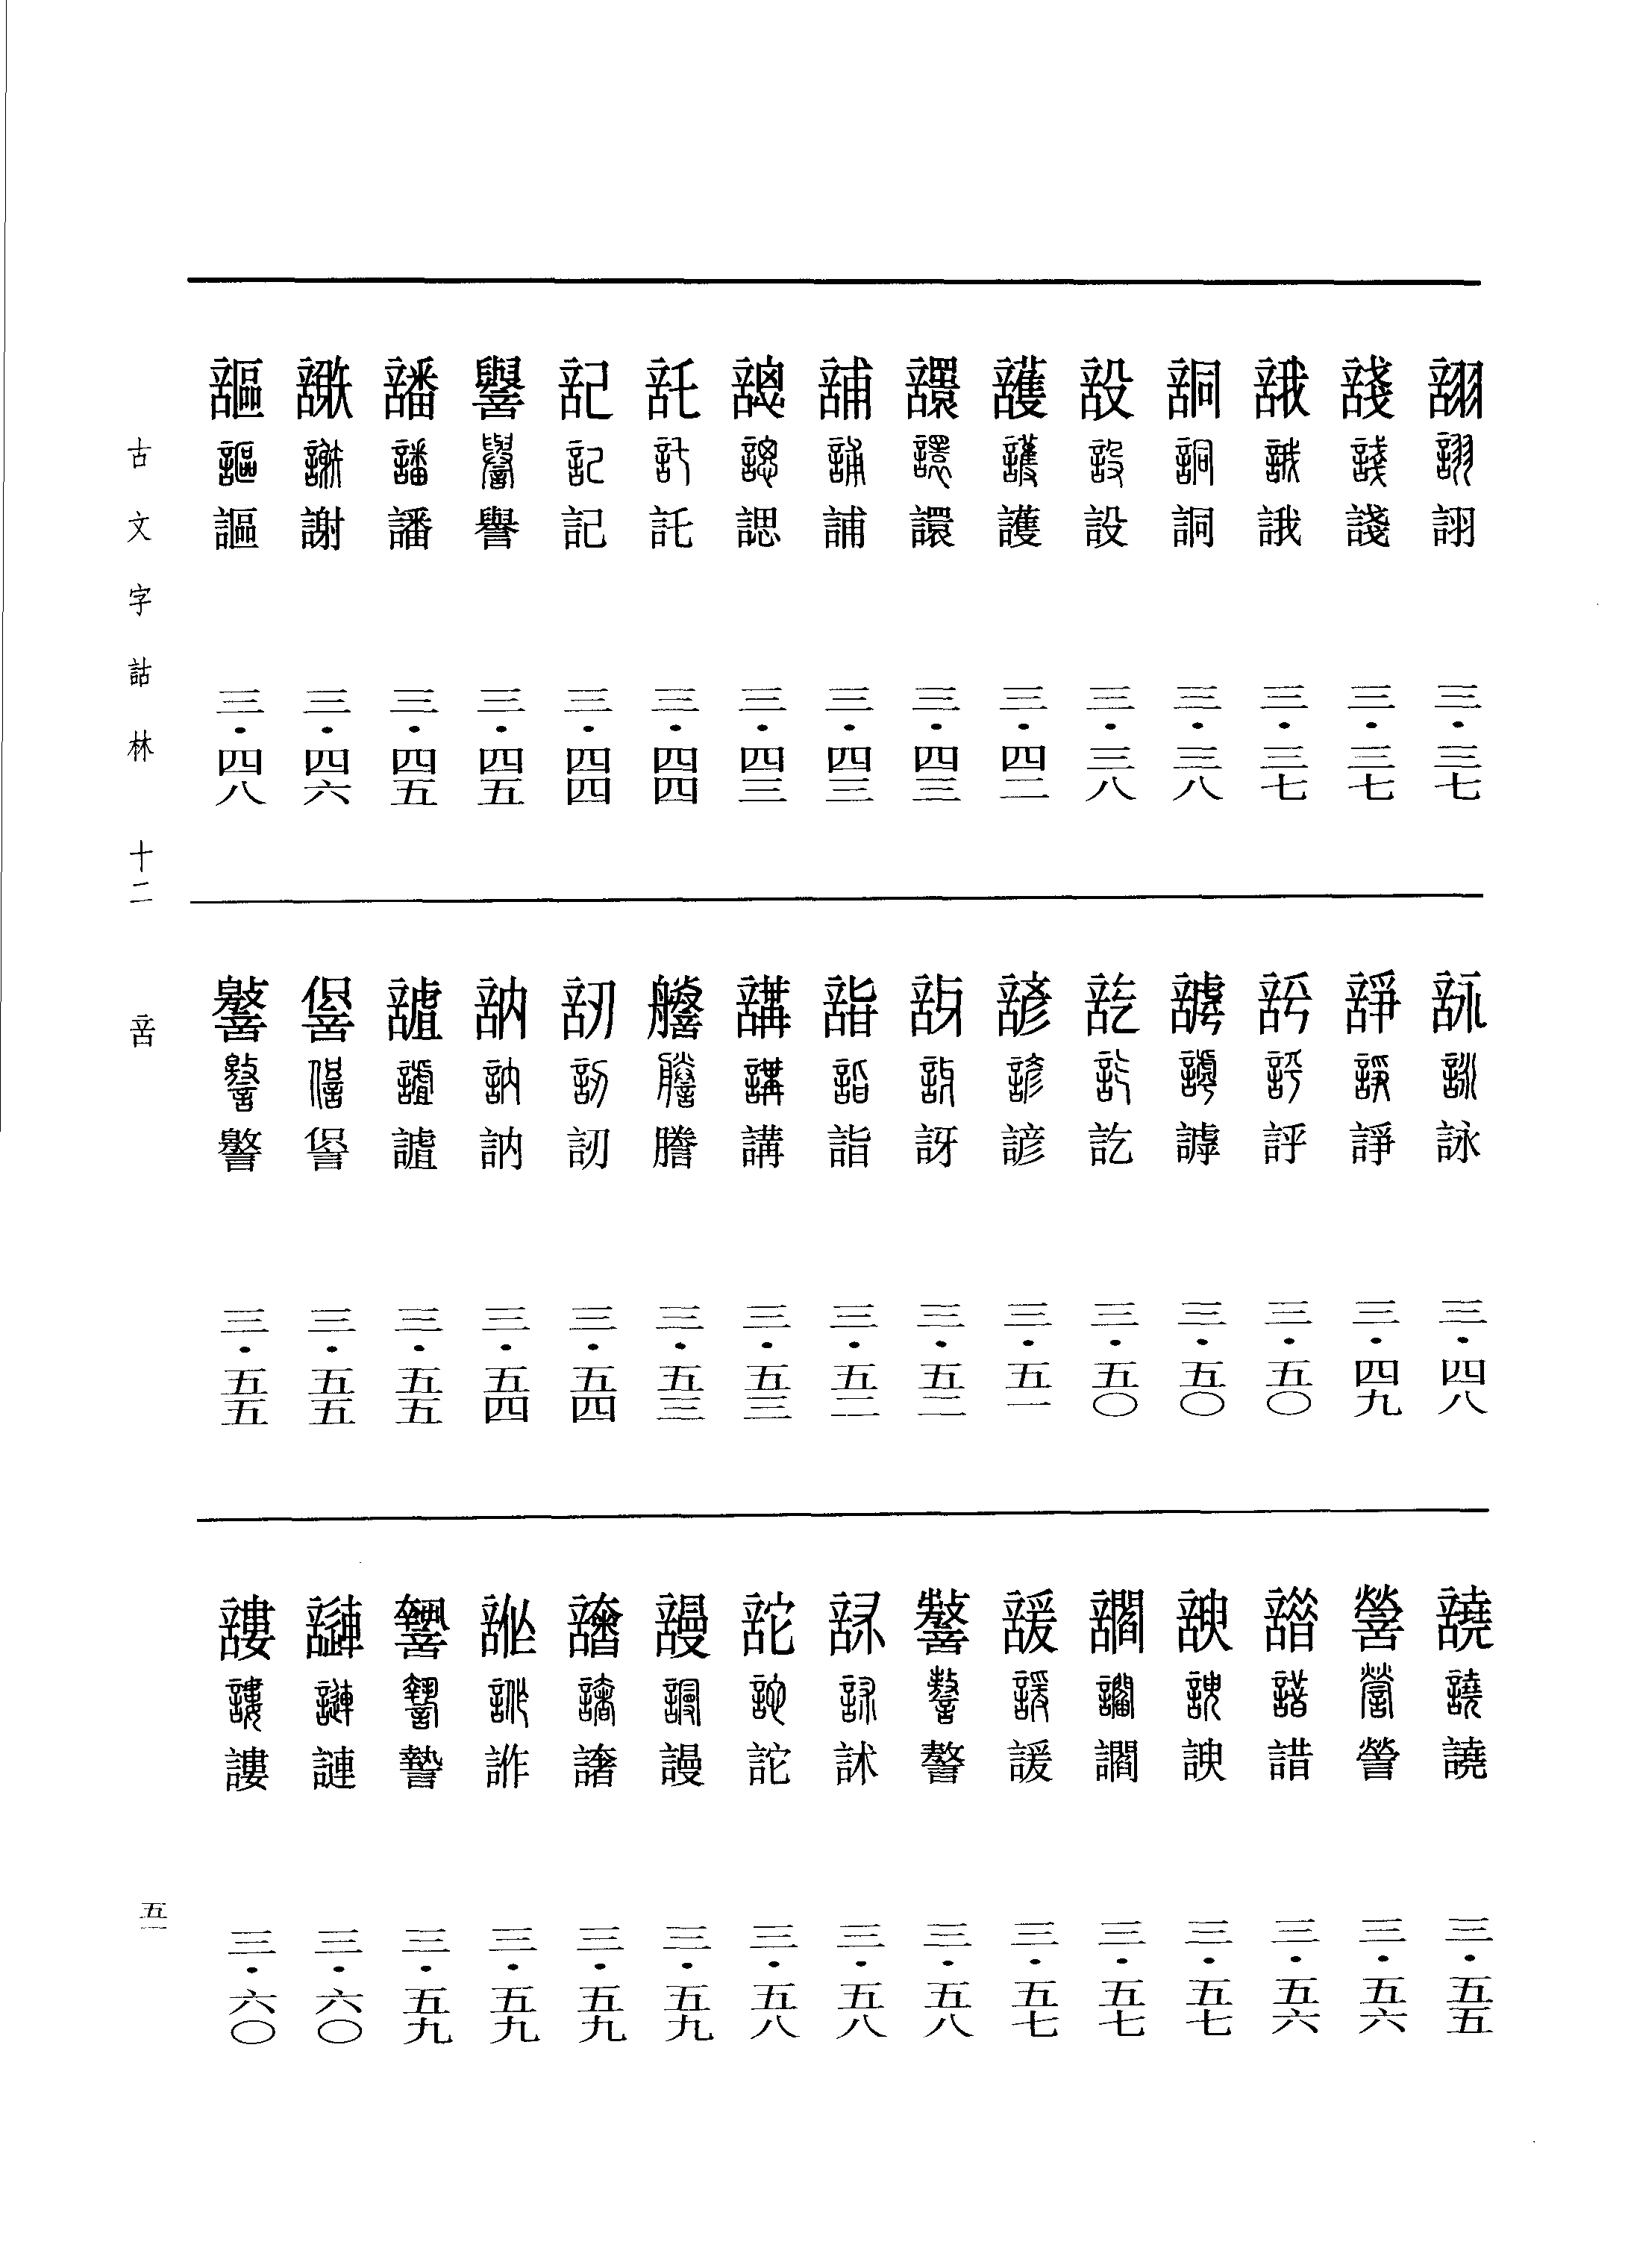 詡 三·三七
諓 三·三七
誐 三·三七
詷 三·三八
設 三·三八
護 三·四二
譞 三·四三
誧 三·四三
諰 三·四三
託 三·四四
記 三·四四
譽 三·四五
譒 三·四五
謝 三·四六
謳 三·四八
詠 三·四八
諍 三·四九
𧦝 三·五〇
謼 三·五〇
訖 三·五〇
諺 三·五一
訝 三·五二
詣 三·五二
講 三·五三
謄 三·五三
訒 三·五四
訥 三·五四
謯 三·五五
三·五五
譥 三·五五
譊 三·五五
謍 三·五六
諎 三·五六
諛 三·五七
讇 三·五七
諼 三·五七
謷 三·五八
訹 三·五八
詑 三·五八
謾 三·五九
譇 三·五九
詐 三·五九
謺 三·五九
謰 三·六〇
謱 三·六〇
古文字詁林 十二 言
五一